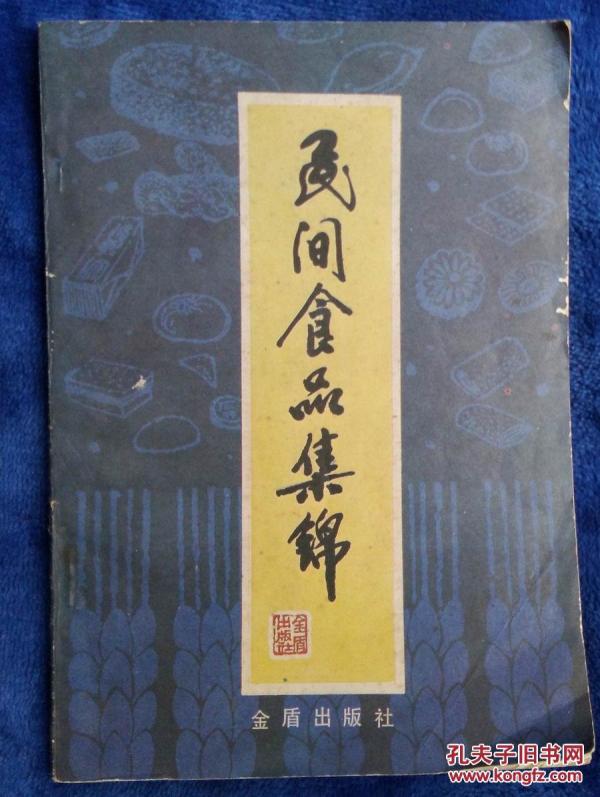 民间食品集锦
金盾
出版社
金盾出版社
孔夫子旧书网
www.kongfz.com